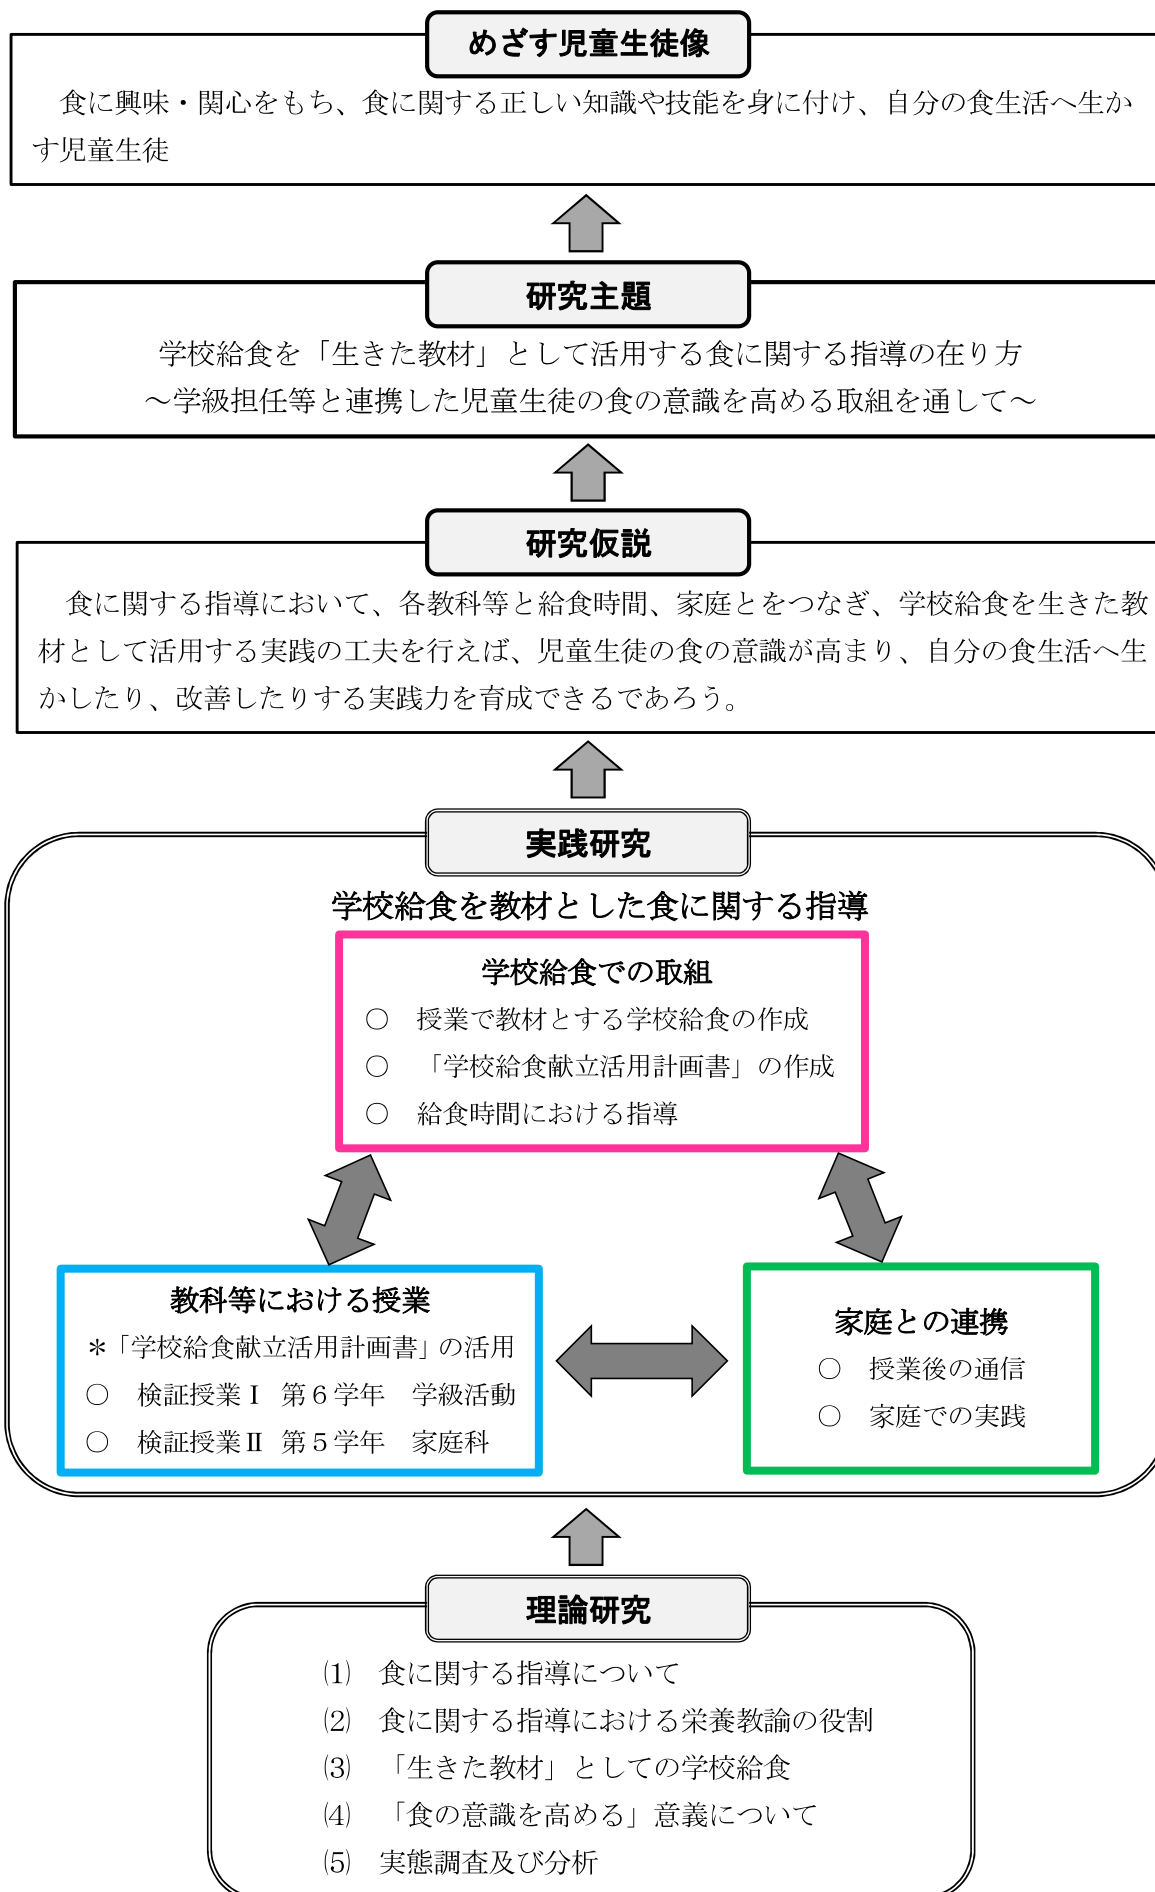 めざす児童生徒像
食に興味・関心をもち、食に関する正しい知識や技能を身に付け、自分の食生活へ生か
す児童生徒
研究主題
学校給食を「生きた教材」として活用する食に関する指導の在り方
～学級担任等と連携した児童生徒の食の意識を高める取組を通して～
研究仮説
食に関する指導において、各教科等と給食時間、家庭とをつなぎ、学校給食を生きた教
材として活用する実践の工夫を行えば、児童生徒の食の意識が高まり、自分の食生活へ生
かしたり、改善したりする実践力を育成できるであろう。
実践研究
学校給食を教材とした食に関する指導
学校給食での取組
○　授業で教材とする学校給食の作成
○　「学校給食献立活用計画書」の作成
○　給食時間における指導
教科等における授業
＊「学校給食献立活用計画書」の活用
○　検証授業Ⅰ　第６学年　学級活動
○　検証授業Ⅱ　第５学年　家庭科
家庭との連携
○　授業後の通信
○　家庭での実践
理論研究
⑴　食に関する指導について
⑵　食に関する指導における栄養教諭の役割
⑶　「生きた教材」としての学校給食
⑷　「食の意識を高める」意義について
⑸　実態調査及び分析